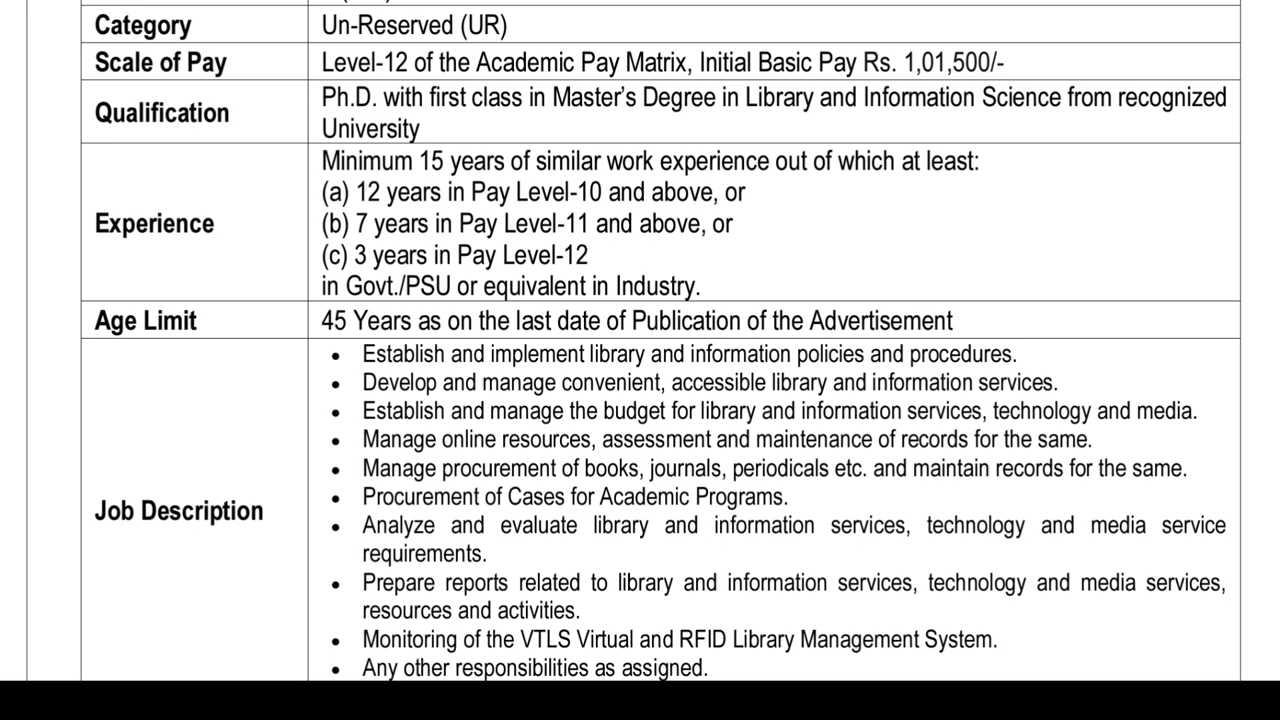 Category Un-Reserved (UR)
Scale of Pay Level-12 of the Academic Pay Matrix, Initial Basic Pay Rs. 1,01,500/-
Qualification Ph.D. with first class in Master's Degree in Library and Information Science from recognized
University
Experience Minimum 15 years of similar work experience out of which at least:
(a) 12 years in Pay Level-10 and above, or
(b) 7 years in Pay Level-11 and above, or
(c) 3 years in Pay Level-12
in Govt./PSU or equivalent in Industry.
Age Limit 45 Years as on the last date of Publication of the Advertisement
Job Description
• Establish and implement library and information policies and procedures.
• Develop and manage convenient, accessible library and information services.
• Establish and manage the budget for library and information services, technology and media.
• Manage online resources, assessment and maintenance of records for the same.
• Manage procurement of books, journals, periodicals etc. and maintain records for the same.
• Procurement of Cases for Academic Programs.
• Analyze and evaluate library and information services, technology and media service
requirements.
• Prepare reports related to library and information services, technology and media services,
resources and activities.
• Monitoring of the VTLS Virtual and RFID Library Management System.
• Any other responsibilities as assigned.